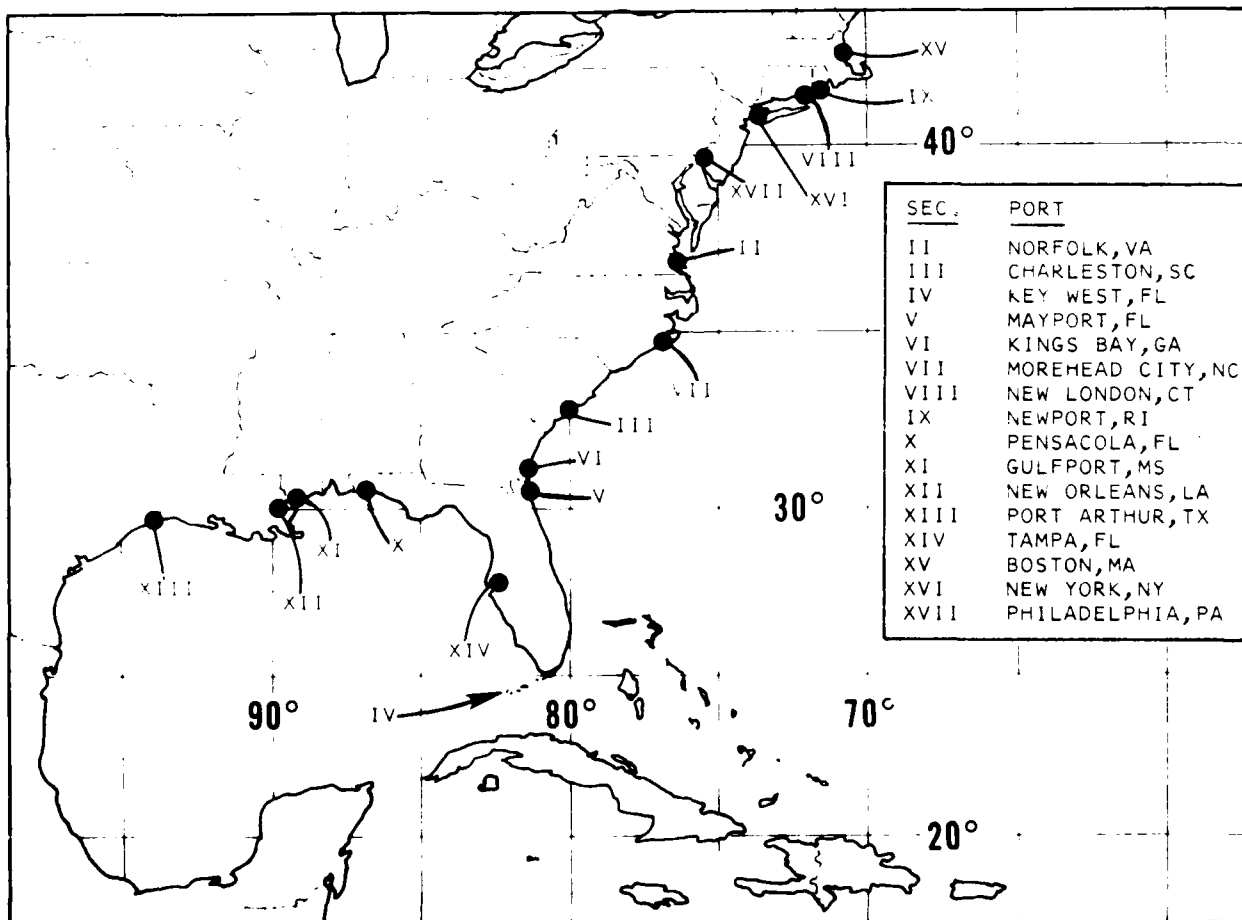 XV
IX
40°
VIII
XVII
XVI
SEC. PORT
II NORFOLK, VA
III CHARLESTON, SC
IV KEY WEST, FL
V MAYPORT, FL
VI KINGS BAY, GA
VII MOREHEAD CITY, NC
VIII NEW LONDON, CT
IX NEWPORT, RI
X PENSACOLA, FL
XI GULFPORT, MS
XII NEW ORLEANS, LA
XIII PORT ARTHUR, TX
XIV TAMPA, FL
XV BOSTON, MA
XVI NEW YORK, NY
XVII PHILADELPHIA, PA
II
VII
III
VI
V
30°
XI
X
XIII
XII
XIV
IV
90°
80°
70°
20°